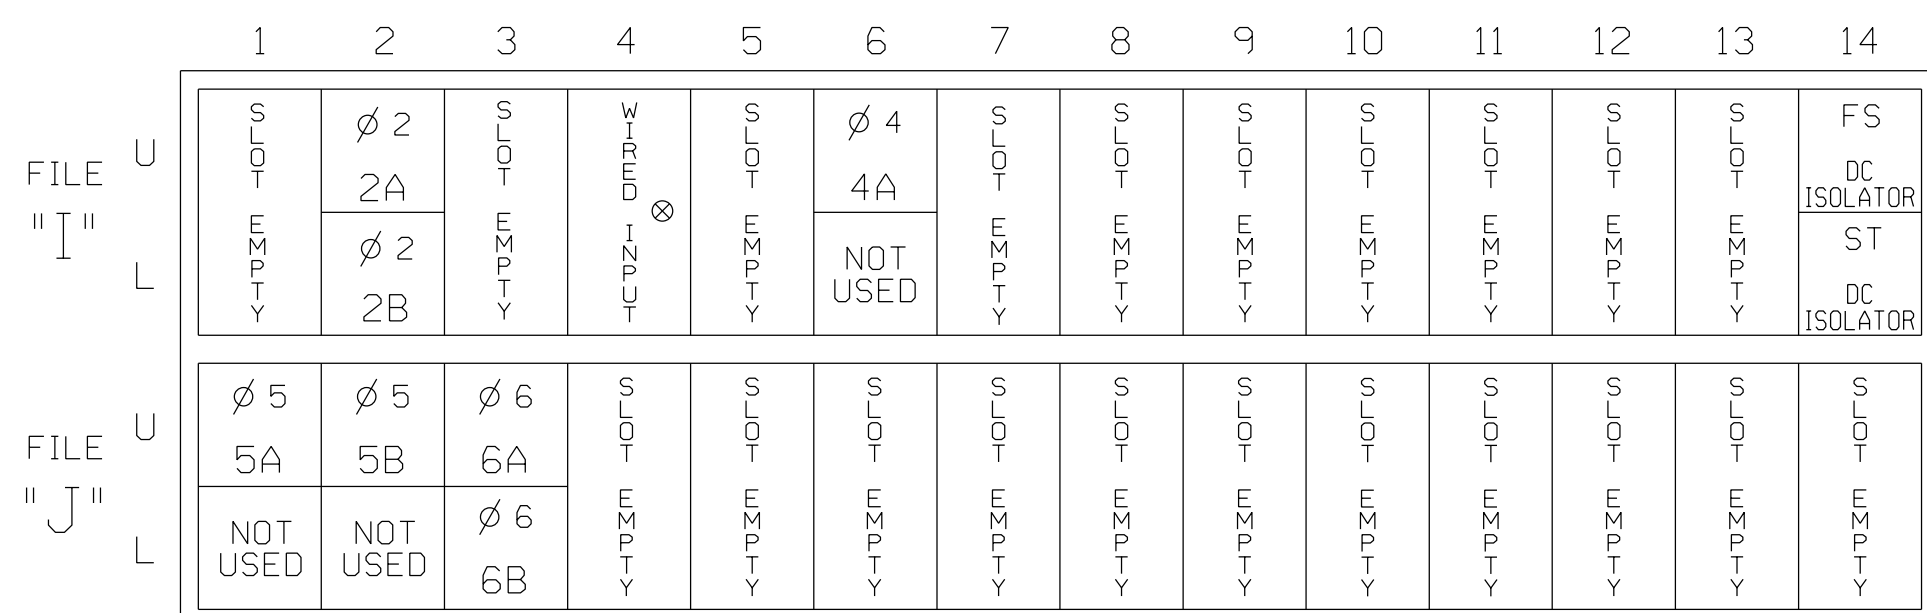 1 2 3 4 5 6 7 8 9 10 11 12 13 14
FILE "I"
U
L
SLOT EMPTY
Ø 2
2A
Ø 2
2B
SLOT EMPTY
WIRED INPUT
SLOT EMPTY
Ø 4
4A
NOT
USED
SLOT EMPTY
SLOT EMPTY
SLOT EMPTY
SLOT EMPTY
SLOT EMPTY
SLOT EMPTY
SLOT EMPTY
FS
DC
ISOLATOR
ST
DC
ISOLATOR
FILE "J"
U
L
Ø 5
5A
NOT
USED
Ø 5
5B
NOT
USED
Ø 6
6A
Ø 6
6B
SLOT EMPTY
SLOT EMPTY
SLOT EMPTY
SLOT EMPTY
SLOT EMPTY
SLOT EMPTY
SLOT EMPTY
SLOT EMPTY
SLOT EMPTY
SLOT EMPTY
SLOT EMPTY